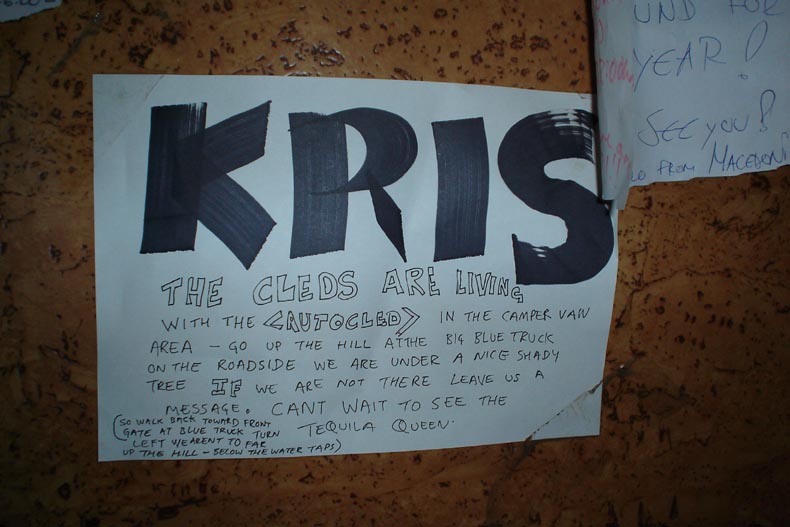 UND FOR
YEAR!
SEE YOU!
LO FROM MACEDONI
KRIS
THE CLEDS ARE LIVING
WITH THE <AUTOCLED> IN THE CAMPER VAN
AREA – GO UP THE HILL AT THE BIG BLUE TRUCK
ON THE ROADSIDE WE ARE UNDER A NICE SHADY
TREE IF WE ARE NOT THERE LEAVE US A
MESSAGE. CANT WAIT TO SEE THE
TEQUILA QUEEN.
(SO WALK BACK TOWARD FRONT
GATE AT BLUE TRUCK TURN
LEFT WE ARENT TO FAR
UP THE HILL – BELOW THE WATER TAPS)